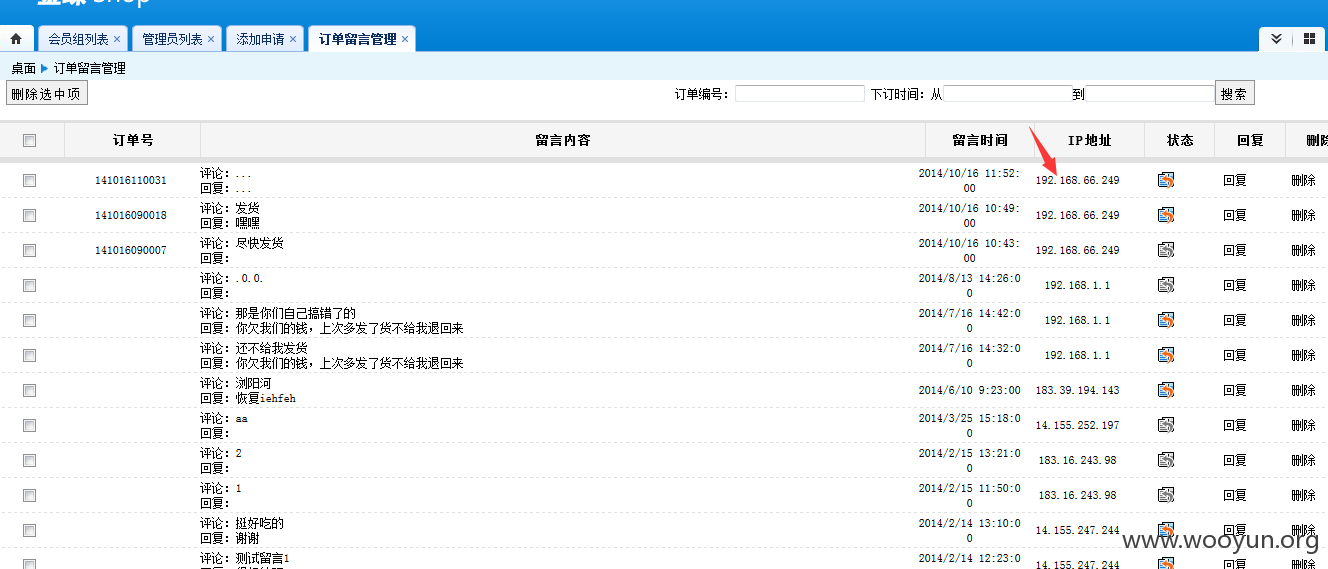 Shop
会员组列表 × 管理员列表 × 添加申请 × 订单留言管理 ×
桌面 订单留言管理
删除选中项 订单编号： 下订时间：从 到 搜索
订单号 留言内容 留言时间 IP地址 状态 回复 删除
141016110031 评论：... 2014/10/16 11:52: 192.168.66.249 回复 删除
回复：... 00
141016090018 评论：发货 2014/10/16 10:49: 192.168.66.249 回复 删除
回复：嘿嘿 00
141016090007 评论：尽快发货 2014/10/16 10:43: 192.168.66.249 回复 删除
回复： 00
评论：.0.0. 2014/8/13 14:26:0 192.168.1.1 回复 删除
回复： 0
评论：那是你们自己搞错了的 2014/7/16 14:42:0 192.168.1.1 回复 删除
回复：你欠我们的钱，上次多发了货不给我退回来 0
评论：还不给我发货 2014/7/16 14:32:0 192.168.1.1 回复 删除
回复：你欠我们的钱，上次多发了货不给我退回来 0
评论：浏阳河 2014/6/10 9:23:00 183.39.194.143 回复 删除
回复：恢复iehfeh
评论：aa 2014/3/25 15:18:0 14.155.252.197 回复 删除
回复： 0
评论：2 2014/2/15 13:21:0 183.16.243.98 回复 删除
回复： 0
评论：1 2014/2/15 11:50:0 183.16.243.98 回复 删除
回复： 0
评论：挺好吃的 2014/2/14 13:10:0 14.155.247.244 回复 删除
回复：谢谢 0
www.wooyun.org
评论：测试留言1 2014/2/14 12:23:0 14.155.247.244 回复 删除